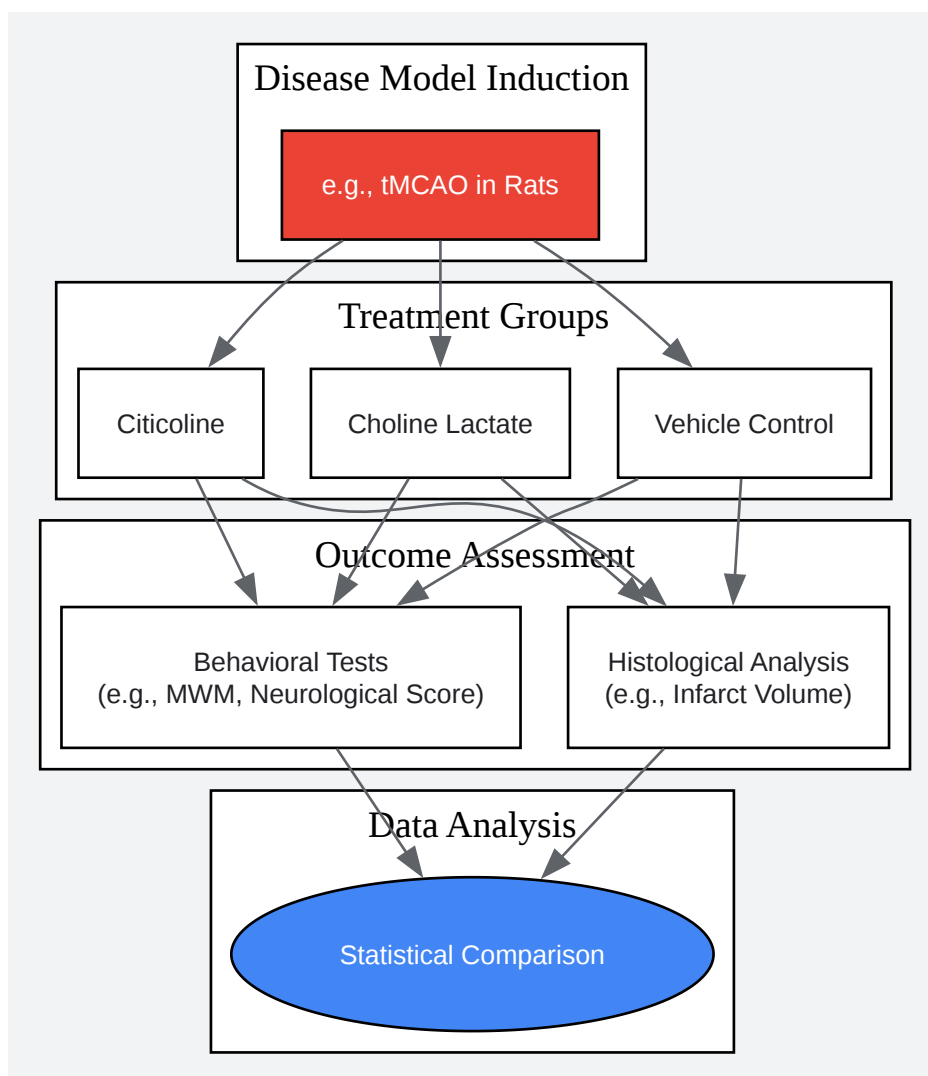 Disease Model Induction
e.g., tMCAO in Rats
Treatment Groups
Citicoline
Choline Lactate
Vehicle Control
Outcome Assessment
Behavioral Tests
(e.g., MWM, Neurological Score)
Histological Analysis
(e.g., Infarct Volume)
Data Analysis
Statistical Comparison